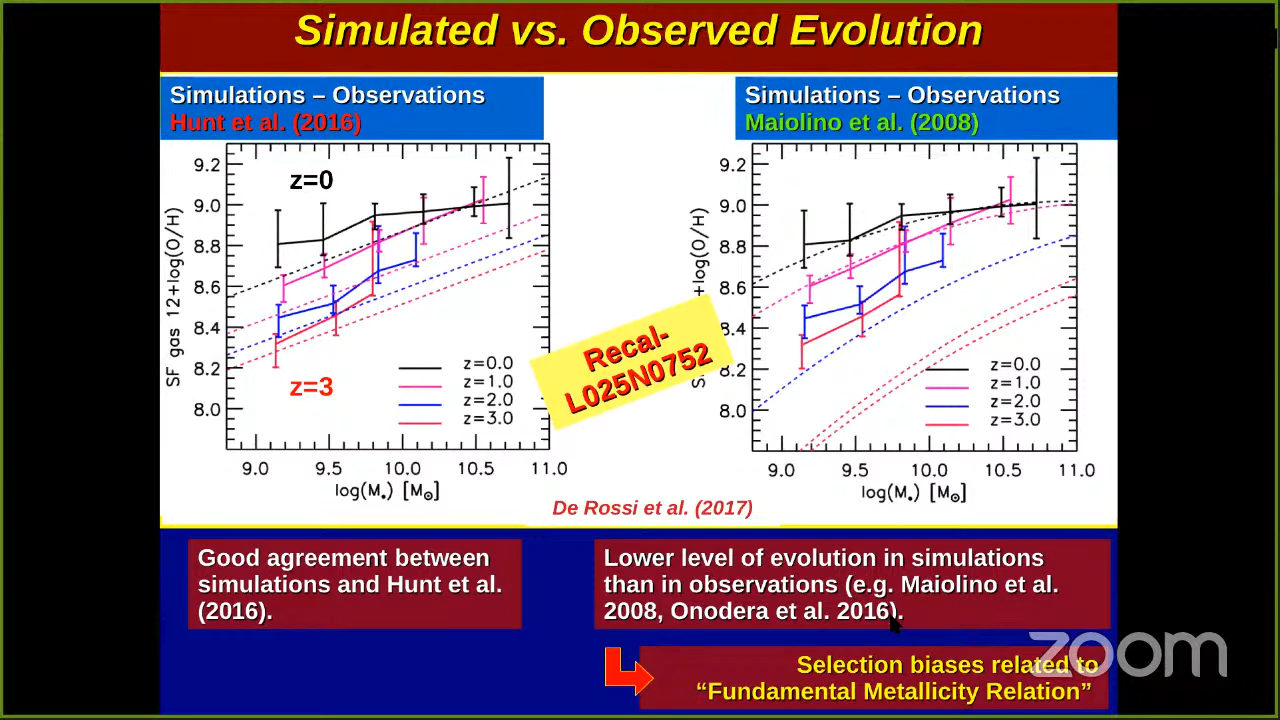 Simulated vs. Observed Evolution
Simulations – Observations
Hunt et al. (2016)
Simulations – Observations
Maiolino et al. (2008)
z=0
z=3
SF gas 12+log(O/H)
9.2
9.0
8.8
8.6
8.4
8.2
8.0
z=0.0
z=1.0
z=2.0
z=3.0
9.0 9.5 10.0 10.5 11.0
log(M⋆) [M⊙]
Recal-
L025N0752
+log(O/H)
9.2
9.0
8.8
8.6
8.4
8.2
8.0
z=0.0
z=1.0
z=2.0
z=3.0
9.0 9.5 10.0 10.5 11.0
log(M⋆) [M⊙]
De Rossi et al. (2017)
Good agreement between
simulations and Hunt et al.
(2016).
Lower level of evolution in simulations
than in observations (e.g. Maiolino et al.
2008, Onodera et al. 2016).
Selection biases related to
“Fundamental Metallicity Relation”
zoom